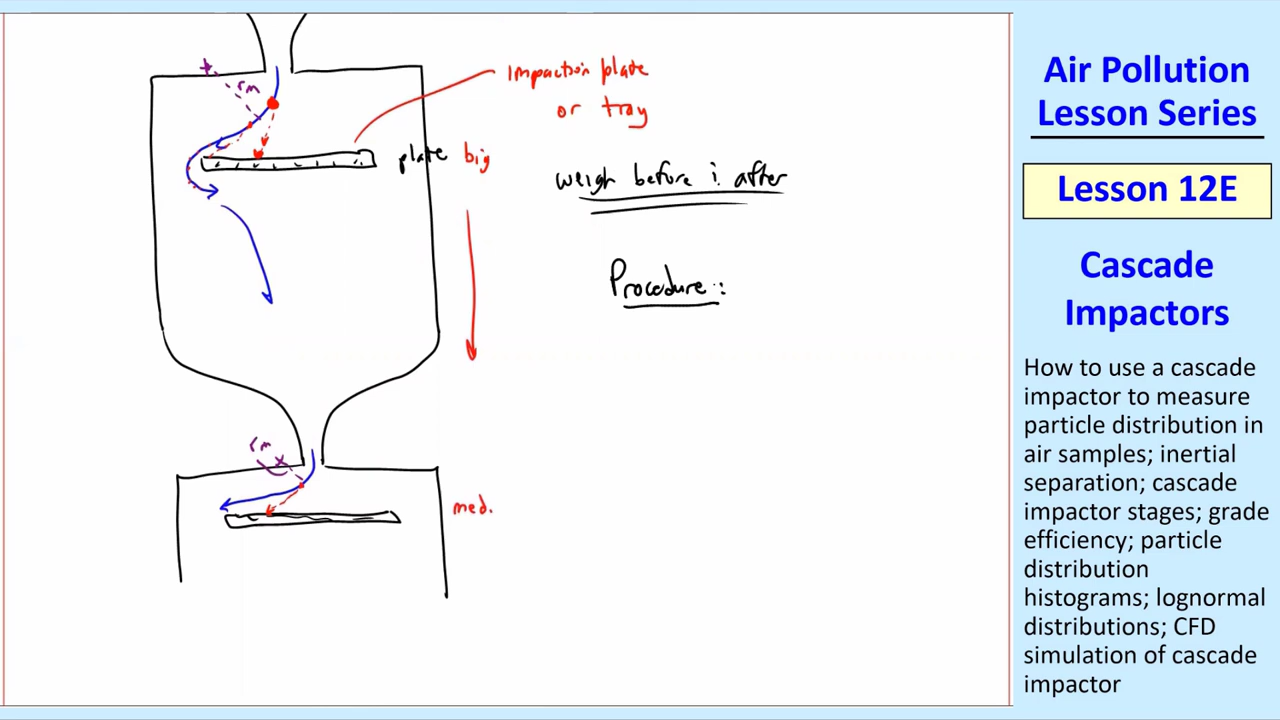 rm
Impaction plate
or tray
plate big
weigh before & after
Procedure:
rm
med.
Air Pollution
Lesson Series
Lesson 12E
Cascade
Impactors
How to use a cascade
impactor to measure
particle distribution in
air samples; inertial
separation; cascade
impactor stages; grade
efficiency; particle
distribution
histograms; lognormal
distributions; CFD
simulation of cascade
impactor